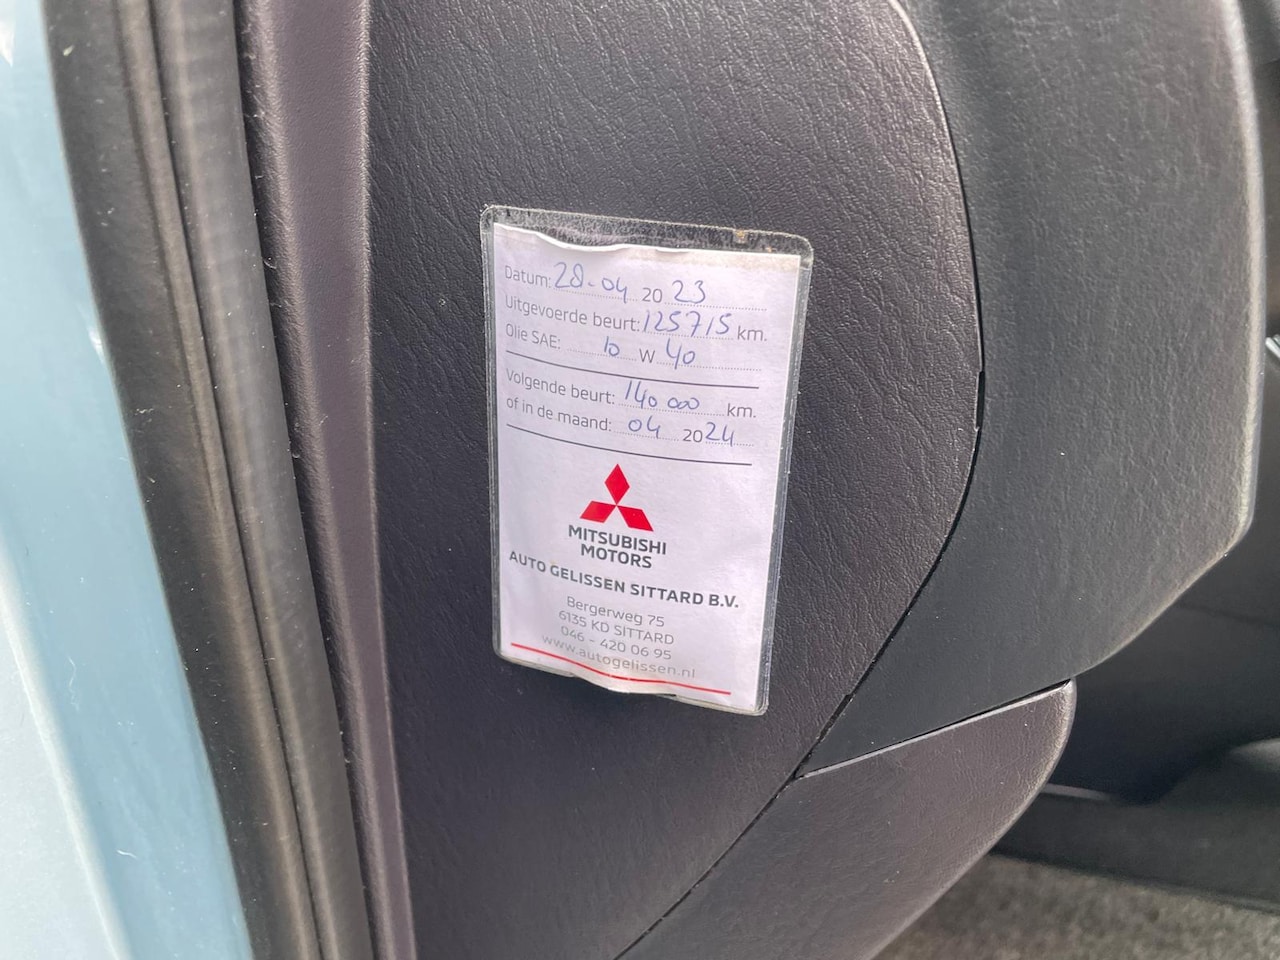 Datum: 28-04 2023
Uitgevoerde beurt: 125715 km.
Olie SAE: 10 W 40
Volgende beurt: 140 000 km.
of in de maand: 04 2024
MITSUBISHI
MOTORS
AUTO GELISSEN SITTARD B.V.
Bergerweg 75
6135 KD SITTARD
046 - 420 06 95
www.autogelissen.nl